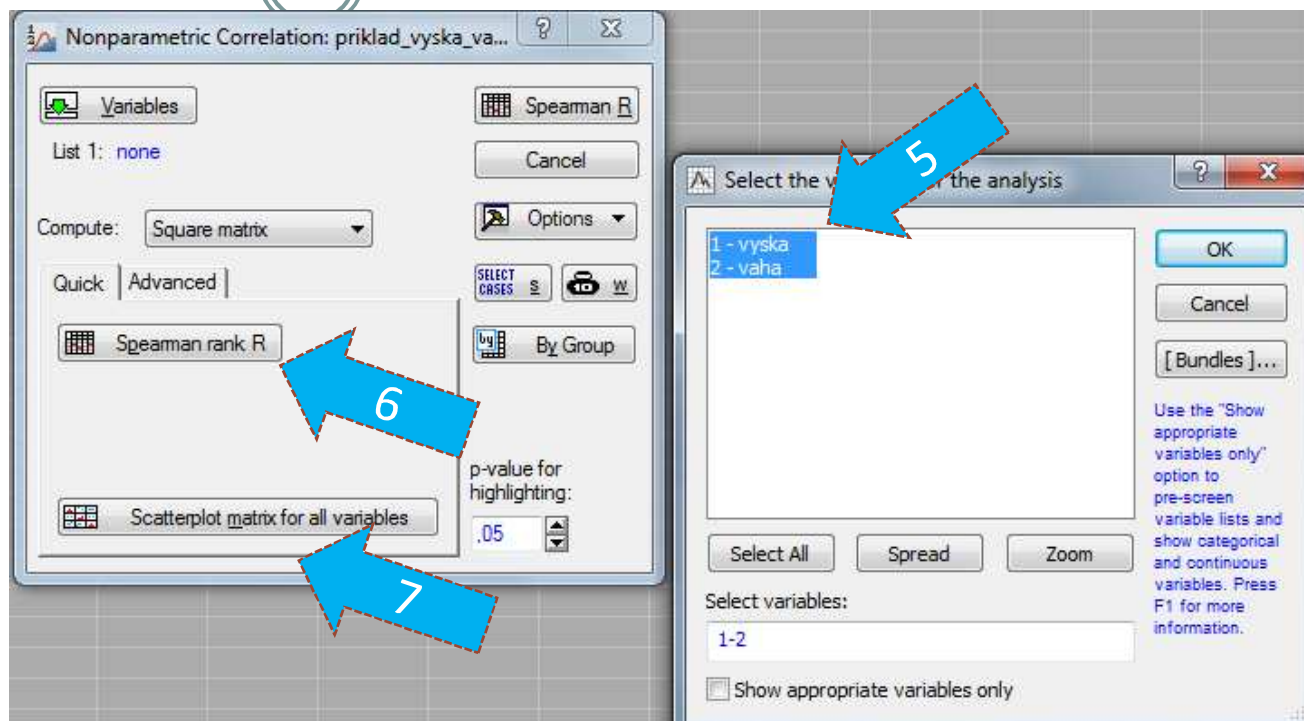 Nonparametric Correlation: priklad_vyska_va...
Variables
Spearman R
List 1: none
Cancel
Compute: Square matrix
Options
Quick
Advanced
SELECT CASES S
W
Spearman rank R
By Group
6
p-value for
highlighting:
Scatterplot matrix for all variables
,05
7
5
Select the v the analysis
1 - vyska
2 - vaha
OK
Cancel
[ Bundles ]...
Use the "Show
appropriate
variables only"
option to
pre-screen
variable lists and
show categorical
and continuous
variables. Press
F1 for more
information.
Select All
Spread
Zoom
Select variables:
1-2
Show appropriate variables only